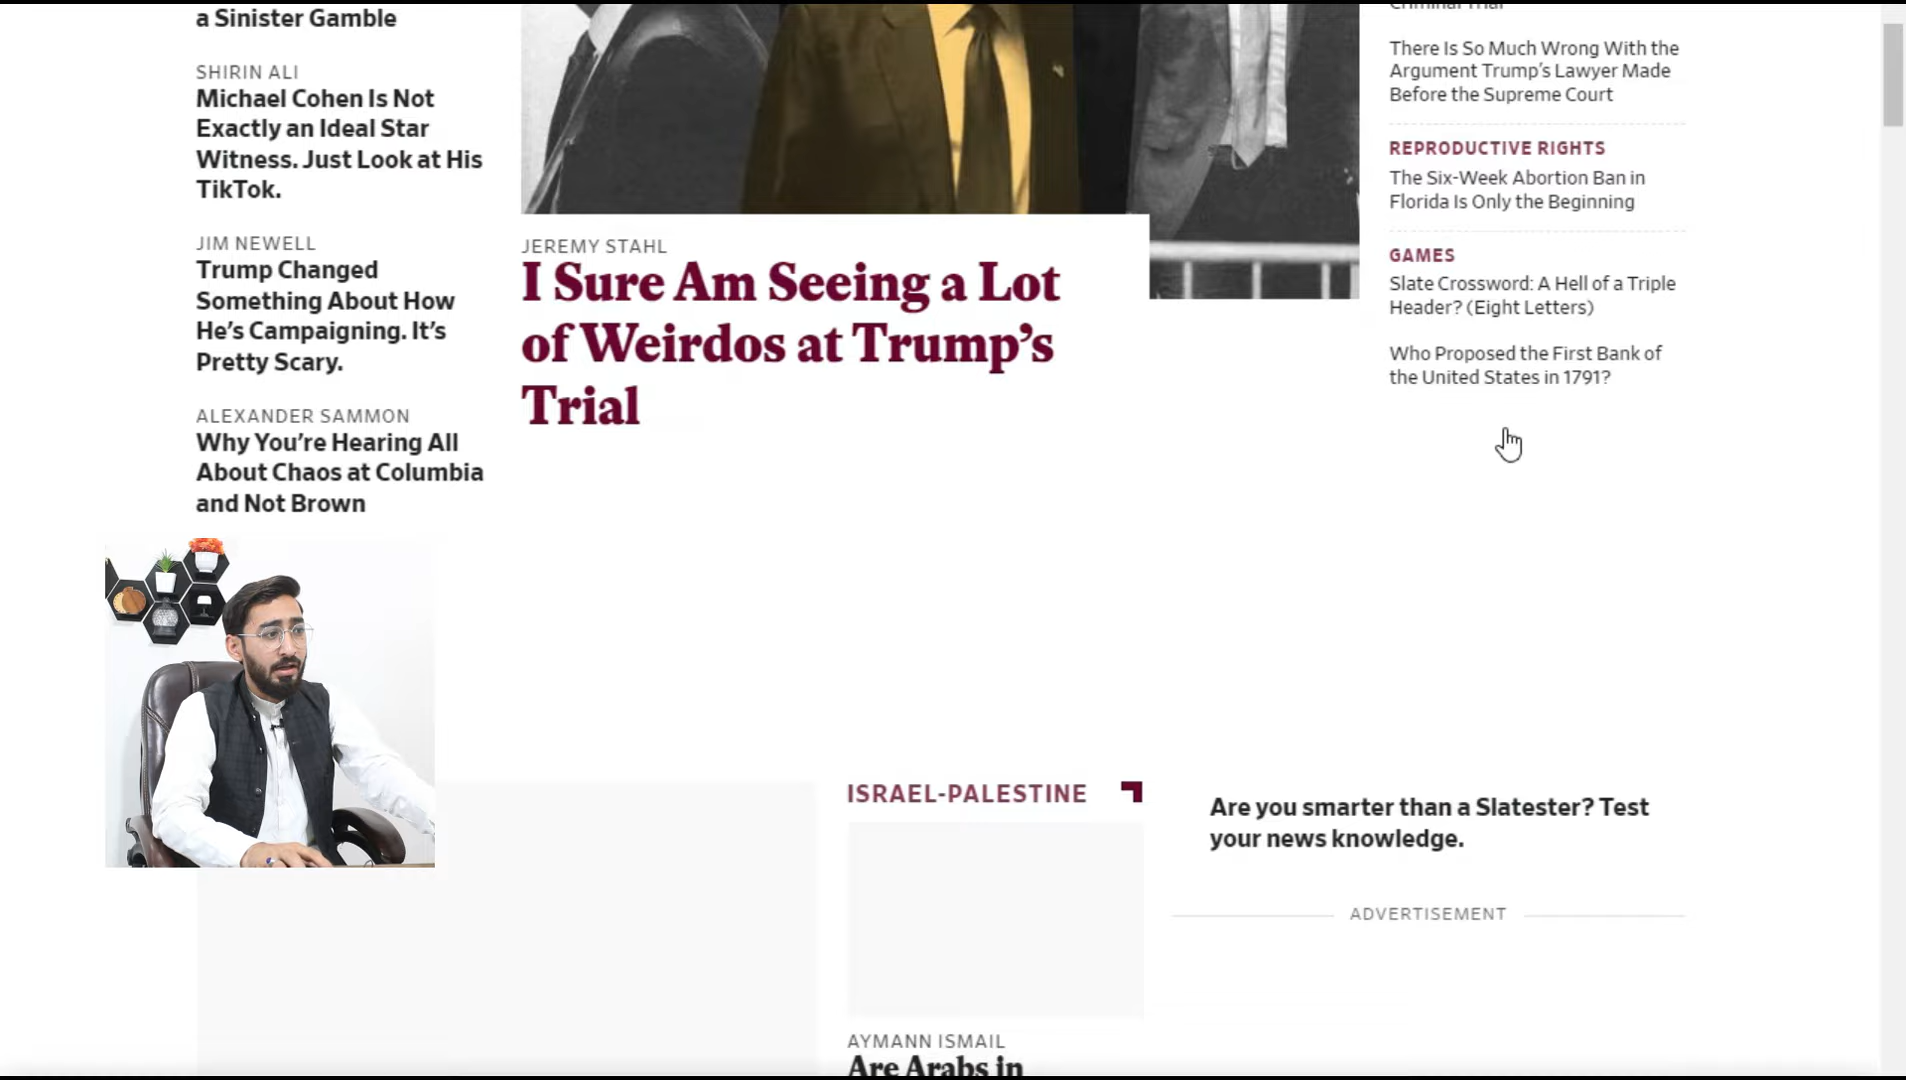 a Sinister Gamble
SHIRIN ALI
Michael Cohen Is Not
Exactly an Ideal Star
Witness. Just Look at His
TikTok.
JIM NEWELL
Trump Changed
Something About How
He’s Campaigning. It’s
Pretty Scary.
ALEXANDER SAMMON
Why You’re Hearing All
About Chaos at Columbia
and Not Brown
JEREMY STAHL
I Sure Am Seeing a Lot
of Weirdos at Trump’s
Trial
Criminal Trial
There Is So Much Wrong With the
Argument Trump’s Lawyer Made
Before the Supreme Court
REPRODUCTIVE RIGHTS
The Six-Week Abortion Ban in
Florida Is Only the Beginning
GAMES
Slate Crossword: A Hell of a Triple
Header? (Eight Letters)
Who Proposed the First Bank of
the United States in 1791?
ISRAEL-PALESTINE
AYMANN ISMAIL
Are Arabs in
Are you smarter than a Slatester? Test
your news knowledge.
ADVERTISEMENT